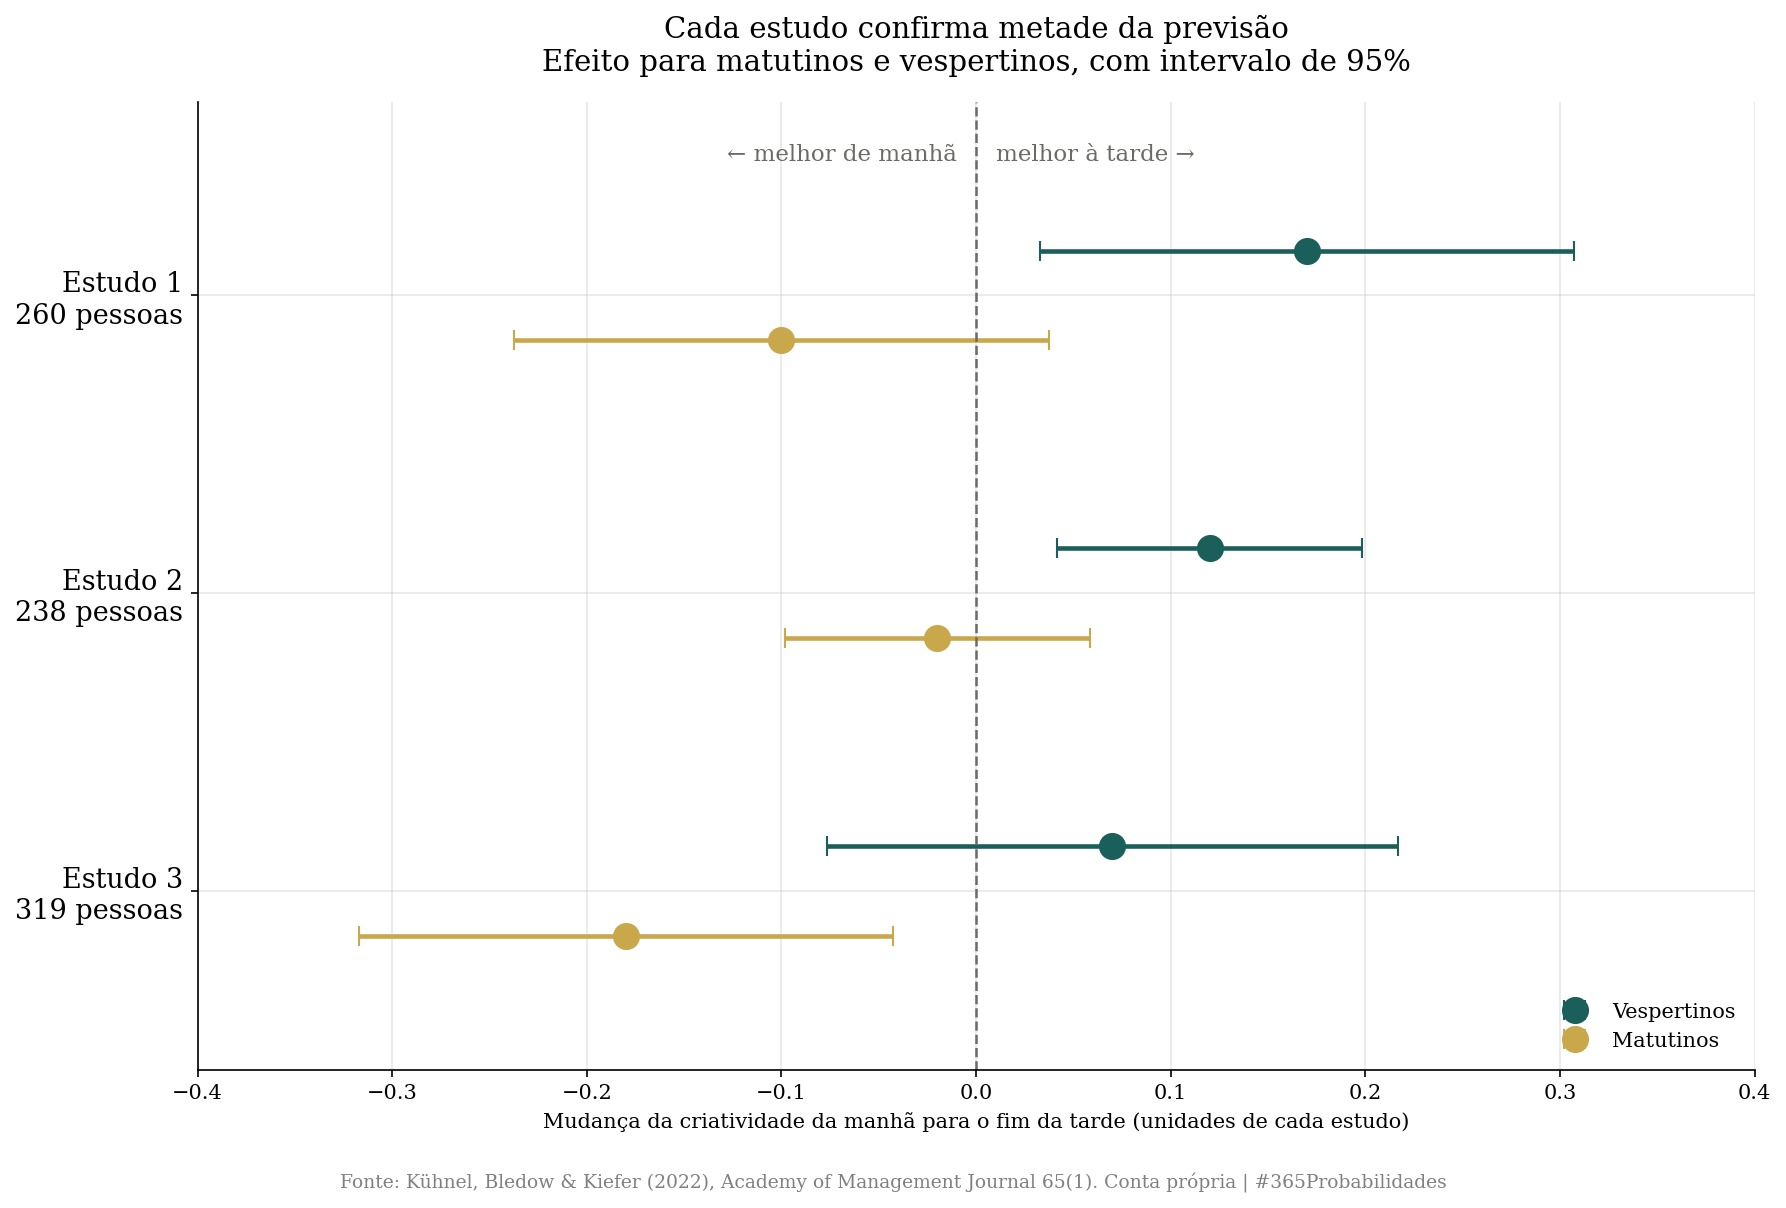 Cada estudo confirma metade da previsão
Efeito para matutinos e vespertinos, com intervalo de 95%
← melhor de manhã
melhor à tarde →
Estudo 1
260 pessoas
Estudo 2
238 pessoas
Estudo 3
319 pessoas
Vespertinos
Matutinos
−0.4
−0.3
−0.2
−0.1
0.0
0.1
0.2
0.3
0.4
Mudança da criatividade da manhã para o fim da tarde (unidades de cada estudo)
Fonte: Kühnel, Bledow & Kiefer (2022), Academy of Management Journal 65(1). Conta própria | #365Probabilidades